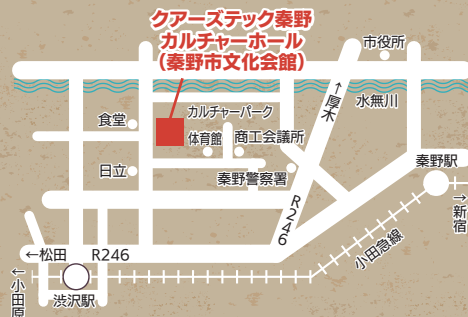 クアーズテック秦野
カルチャーホール
（秦野市文化会館）
市役所
←厚木
水無川
カルチャーパーク
食堂
体育館
商工会議所
秦野駅
日立
秦野警察署
→新宿
R246
小田急線
←松田
R246
←小田原
渋沢駅